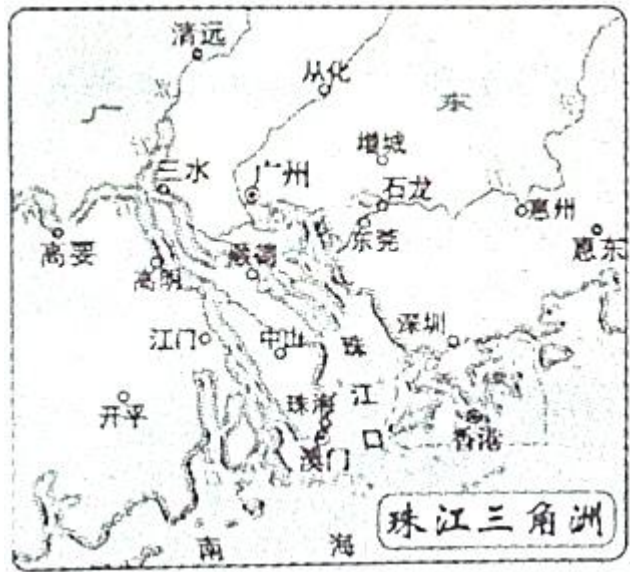 清远
从化
东
增城
三水
广州
石龙
惠州
东莞
惠东
高要
高明
顺德
深圳
江门
中山
珠
江
口
珠海
开平
澳门
香港
珠江三角洲
南
海